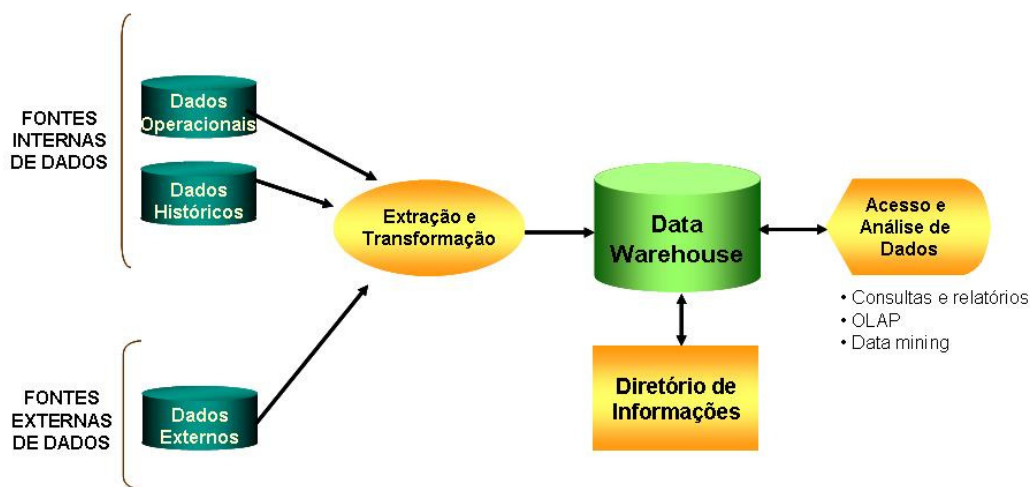 FONTES
INTERNAS
DE DADOS
Dados
Operacionais
Dados
Históricos
FONTES
EXTERNAS
DE DADOS
Dados
Externos
Extração e
Transformação
Data
Warehouse
Diretório de
Informações
Acesso e
Análise de
Dados
• Consultas e relatórios
• OLAP
• Data mining